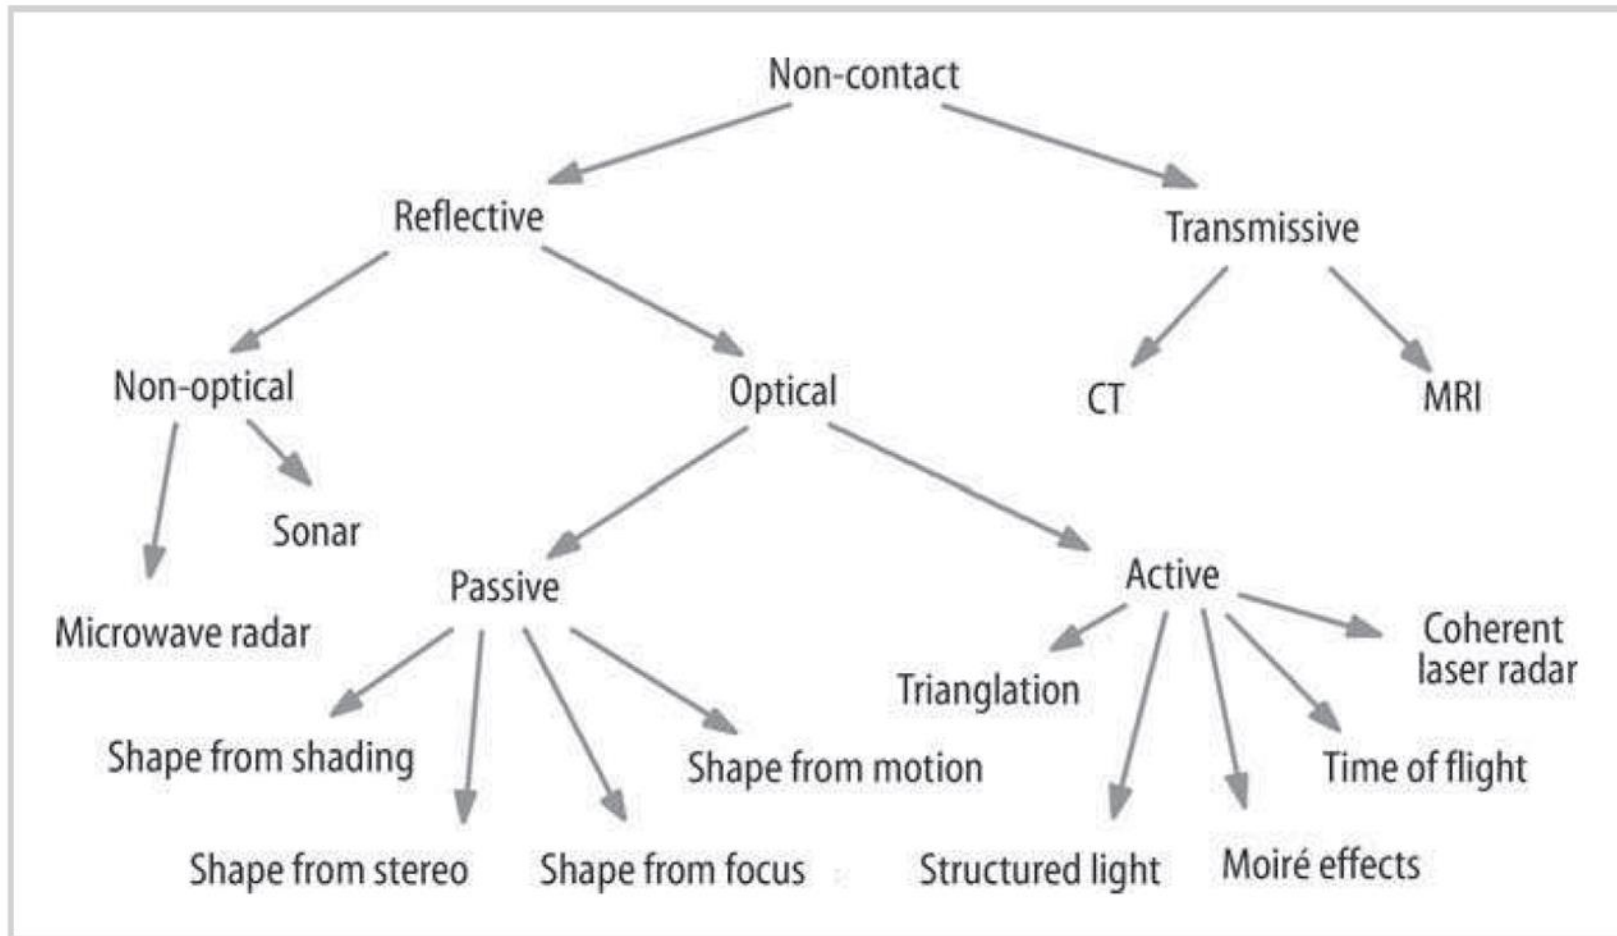 Non-contact
Reflective
Transmissive
Non-optical
Optical
CT
MRI
Sonar
Passive
Active
Microwave radar
Coherent
laser radar
Trianglation
Shape from shading
Shape from motion
Time of flight
Shape from stereo
Shape from focus
Structured light
Moiré effects